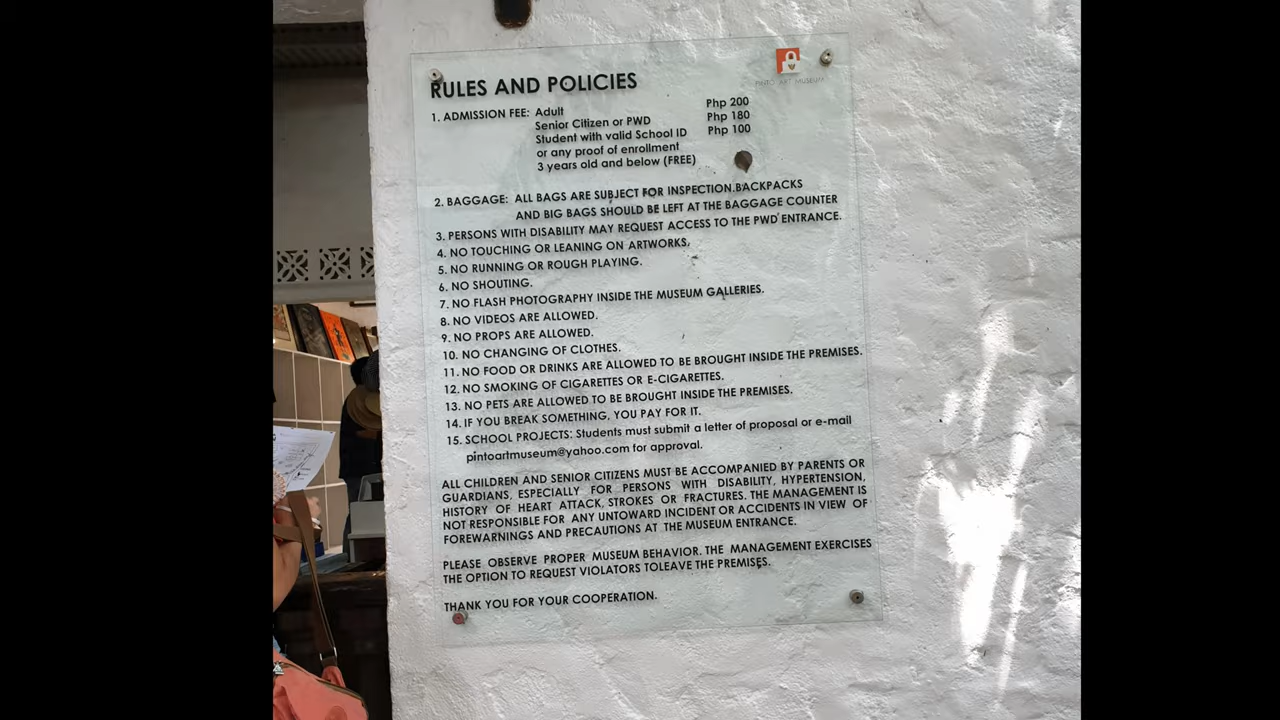 PINTO ART MUSEUM
RULES AND POLICIES
1. ADMISSION FEE: Adult Php 200
Senior Citizen or PWD Php 180
Student with valid School ID Php 100
or any proof of enrollment
3 years old and below (FREE)
2. BAGGAGE: ALL BAGS ARE SUBJECT FOR INSPECTION.BACKPACKS
AND BIG BAGS SHOULD BE LEFT AT THE BAGGAGE COUNTER
3. PERSONS WITH DISABILITY MAY REQUEST ACCESS TO THE PWD ENTRANCE.
4. NO TOUCHING OR LEANING ON ARTWORKS.
5. NO RUNNING OR ROUGH PLAYING.
6. NO SHOUTING.
7. NO FLASH PHOTOGRAPHY INSIDE THE MUSEUM GALLERIES.
8. NO VIDEOS ARE ALLOWED.
9. NO PROPS ARE ALLOWED.
10. NO CHANGING OF CLOTHES.
11. NO FOOD OR DRINKS ARE ALLOWED TO BE BROUGHT INSIDE THE PREMISES.
12. NO SMOKING OF CIGARETTES OR E-CIGARETTES.
13. NO PETS ARE ALLOWED TO BE BROUGHT INSIDE THE PREMISES.
14. IF YOU BREAK SOMETHING, YOU PAY FOR IT.
15. SCHOOL PROJECTS: Students must submit a letter of proposal or e-mail
pintoartmuseum@yahoo.com for approval.
ALL CHILDREN AND SENIOR CITIZENS MUST BE ACCOMPANIED BY PARENTS OR
GUARDIANS, ESPECIALLY FOR PERSONS WITH DISABILITY, HYPERTENSION,
HISTORY OF HEART ATTACK, STROKES OR FRACTURES. THE MANAGEMENT IS
NOT RESPONSIBLE FOR ANY UNTOWARD INCIDENT OR ACCIDENTS IN VIEW OF
FOREWARNINGS AND PRECAUTIONS AT THE MUSEUM ENTRANCE.
PLEASE OBSERVE PROPER MUSEUM BEHAVIOR. THE MANAGEMENT EXERCISES
THE OPTION TO REQUEST VIOLATORS TOLEAVE THE PREMISES.
THANK YOU FOR YOUR COOPERATION.